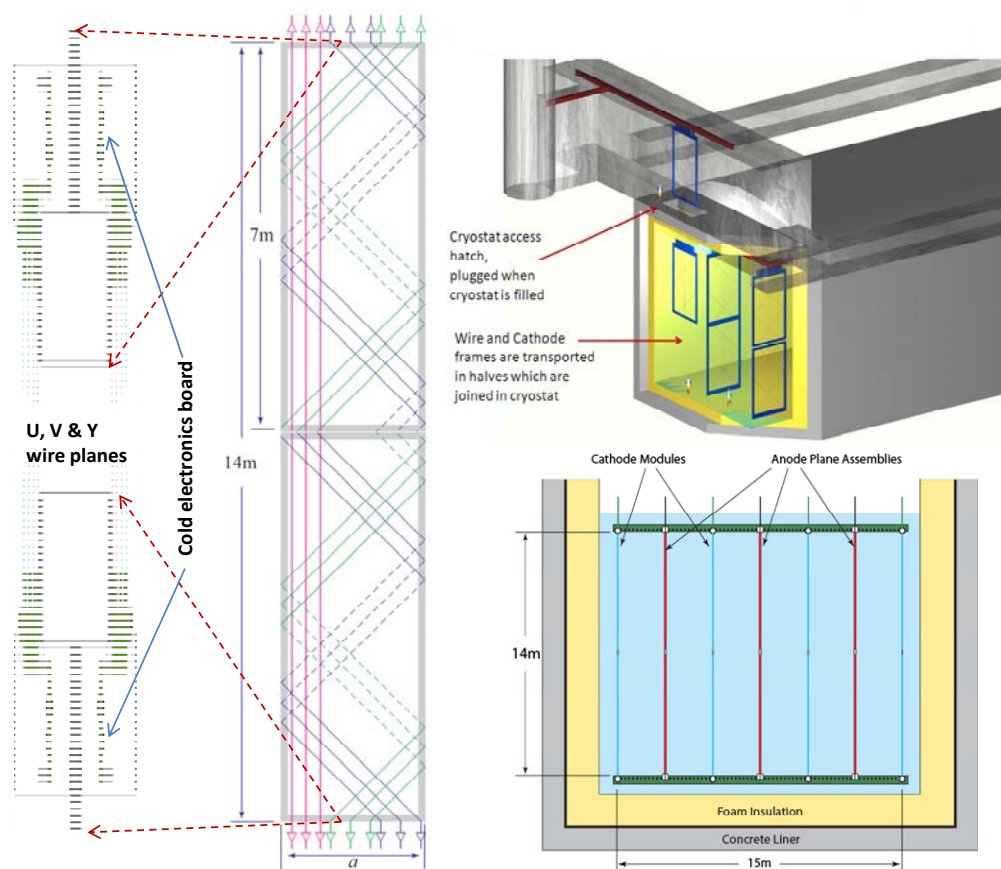 7m
14m
a
U, V & Y
wire planes
Cold electronics board
Cryostat access
hatch,
plugged when
cryostat is filled
Wire and Cathode
frames are transported
in halves which are
joined in cryostat
Cathode Modules
Anode Plane Assemblies
14m
Foam Insulation
Concrete Liner
15m